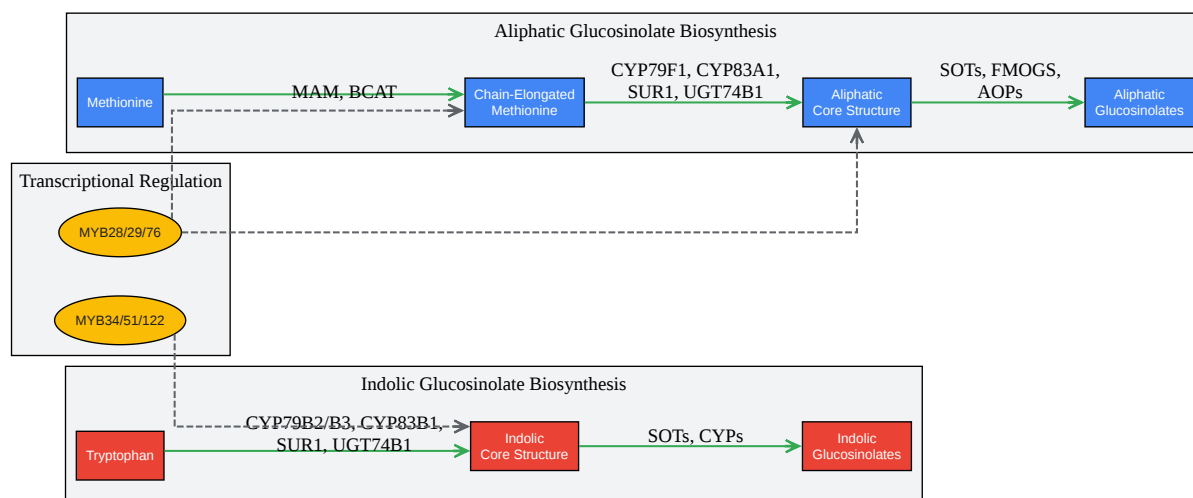 Aliphatic Glucosinolate Biosynthesis
Methionine
MAM, BCAT
Chain-Elongated
Methionine
CYP79F1, CYP83A1,
SUR1, UGT74B1
Aliphatic
Core Structure
SOTs, FMOGS,
AOPs
Aliphatic
Glucosinolates
Transcriptional Regulation
MYB28/29/76
MYB34/51/122
Indolic Glucosinolate Biosynthesis
Tryptophan
CYP79B2/B3, CYP83B1,
SUR1, UGT74B1
Indolic
Core Structure
SOTs, CYPs
Indolic
Glucosinolates